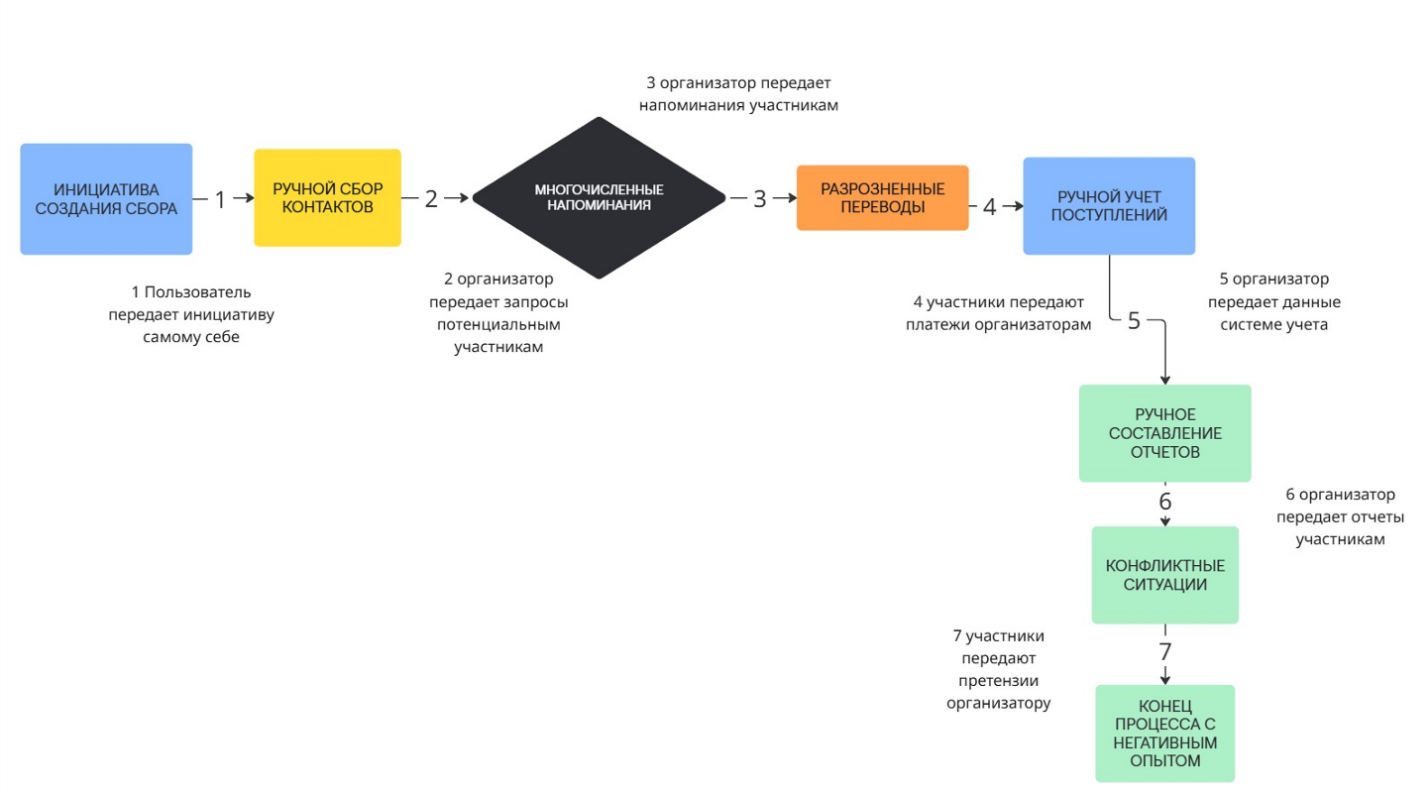 3 организатор передает
напоминания участникам
ИНИЦИАТИВА
СОЗДАНИЯ СБОРА
1
РУЧНОЙ СБОР
КОНТАКТОВ
2
МНОГОЧИСЛЕННЫЕ
НАПОМИНАНИЯ
3
РАЗРОЗНЕННЫЕ
ПЕРЕВОДЫ
4
РУЧНОЙ УЧЕТ
ПОСТУПЛЕНИЙ
1 Пользователь
передает инициативу
самому себе
2 организатор
передает запросы
потенциальным
участникам
4 участники передают
платежи организаторам
5
5 организатор
передает данные
системе учета
РУЧНОЕ
СОСТАВЛЕНИЕ
ОТЧЕТОВ
6
6 организатор
передает отчеты
участникам
КОНФЛИКТНЫЕ
СИТУАЦИИ
7 участники
передают
претензии
организатору
7
КОНЕЦ
ПРОЦЕССА С
НЕГАТИВНЫМ
ОПЫТОМ